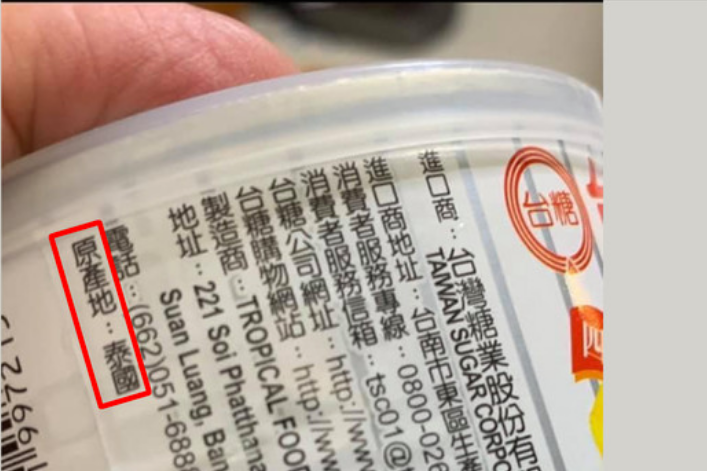 台糖
進口商：台灣糖業股份有
TAIWAN SUGAR CORPO
進口商地址：台南市東區生產
消費者服務專線：0800-026
消費者服務信箱：tsc01@
台糖公司網址：http://www
台糖購物網站：http://www
製造商：TROPICAL FOO
地址：221 Soi Phatthana
Suan Luang, Ban
電話：(662)051-688
原產地：泰國